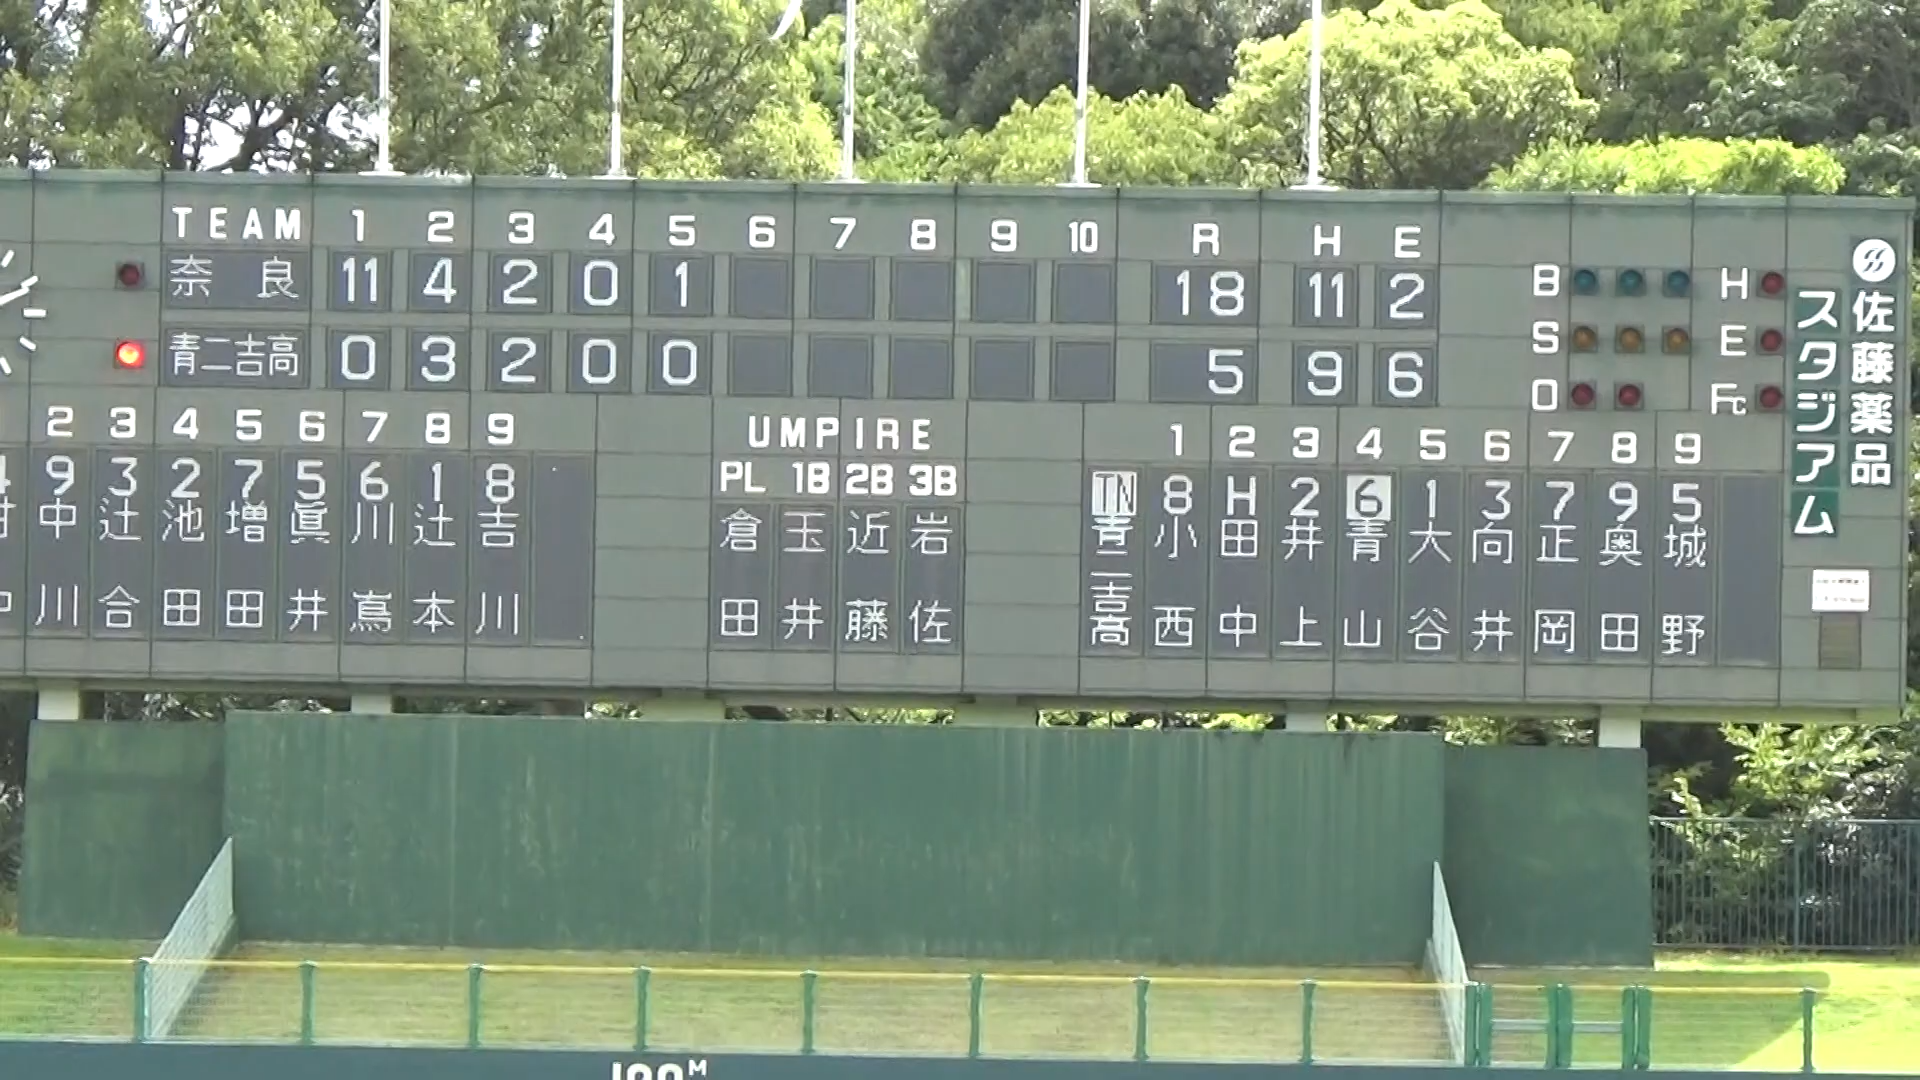 TEAM 1 2 3 4 5 6 7 8 9 10 R H E
奈良 11 4 2 0 1 18 11 2
青二吉高 0 3 2 0 0 5 9 6
B H
S E
O Fc
佐藤薬品
スタジアム
2 3 4 5 6 7 8 9
9 3 2 7 5 6 1 8
中川
辻合
池田
増田
眞井
川嶌
辻本
吉川
UMPIRE
PL 1B 2B 3B
倉田
玉井
近藤
岩佐
1 2 3 4 5 6 7 8 9
IN 8 H 2 6 1 3 7 9 5
青二吉高
小西
田中
井上
青山
大谷
向井
正岡
奥田
城野